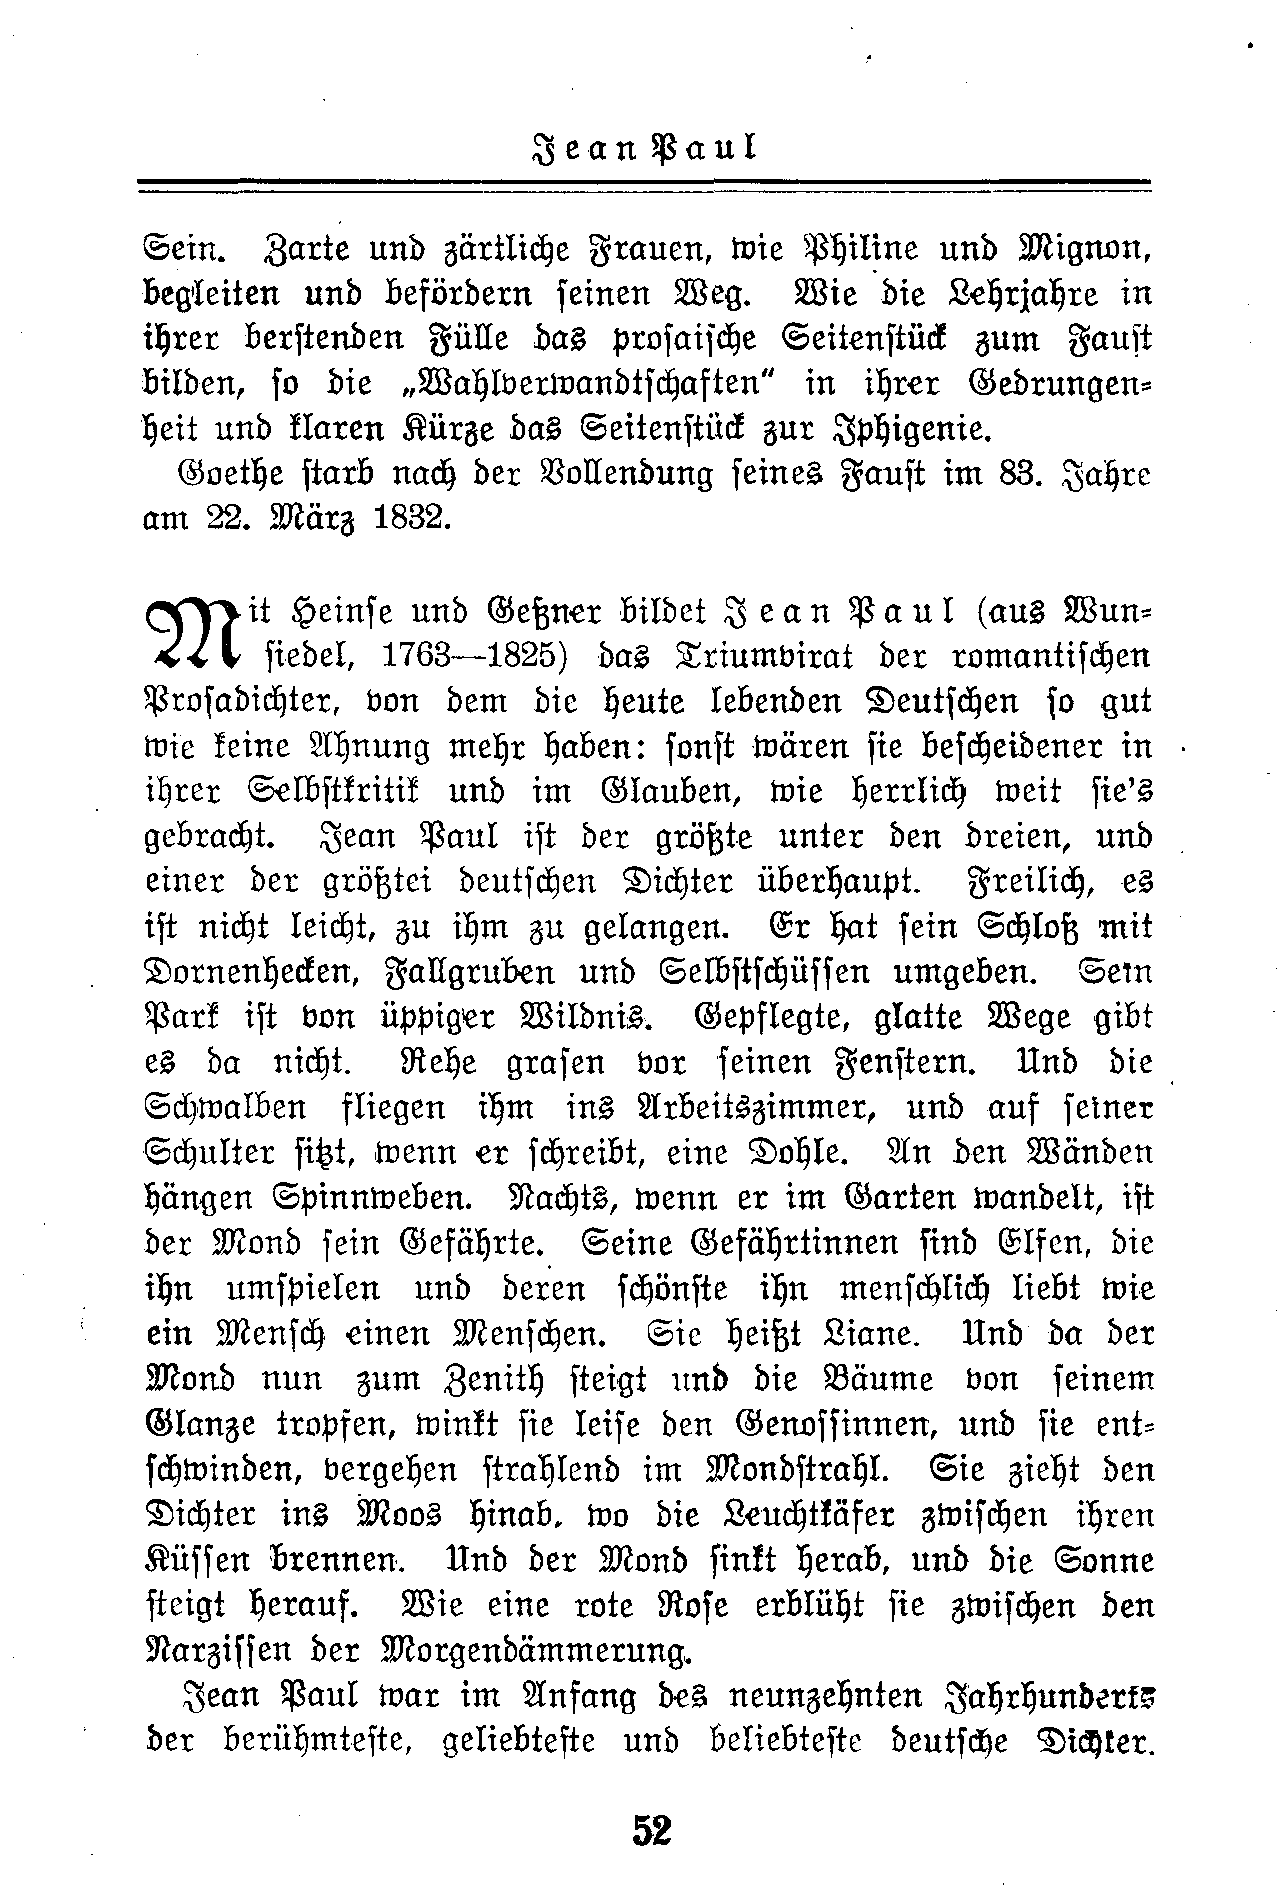 Jean Paul
Sein. Zarte und zärtliche Frauen, wie Philine und Mignon,
begleiten und befördern seinen Weg. Wie die Lehrjahre in
ihrer berstenden Fülle das prosaische Seitenstück zum Faust
bilden, so die „Wahlverwandtschaften“ in ihrer Gedrungen-
heit und klaren Kürze das Seitenstück zur Iphigenie.
Goethe starb nach der Vollendung seines Faust im 83. Jahre
am 22. März 1832.
Mit Heinse und Geßner bildet Jean Paul (aus Wun-
siedel, 1763—1825) das Triumvirat der romantischen
Prosadichter, von dem die heute lebenden Deutschen so gut
wie keine Ahnung mehr haben: sonst wären sie bescheidener in
ihrer Selbstkritik und im Glauben, wie herrlich weit sie's
gebracht. Jean Paul ist der größte unter den dreien, und
einer der größtei deutschen Dichter überhaupt. Freilich, es
ist nicht leicht, zu ihm zu gelangen. Er hat sein Schloß mit
Dornenhecken, Fallgruben und Selbstschüssen umgeben. Sein
Park ist von üppiger Wildnis. Gepflegte, glatte Wege gibt
es da nicht. Rehe grasen vor seinen Fenstern. Und die
Schwalben fliegen ihm ins Arbeitszimmer, und auf seiner
Schulter sitzt, wenn er schreibt, eine Dohle. An den Wänden
hängen Spinnweben. Nachts, wenn er im Garten wandelt, ist
der Mond sein Gefährte. Seine Gefährtinnen sind Elfen, die
ihn umspielen und deren schönste ihn menschlich liebt wie
ein Mensch einen Menschen. Sie heißt Liane. Und da der
Mond nun zum Zenith steigt und die Bäume von seinem
Glanze tropfen, winkt sie leise den Genossinnen, und sie ent-
schwinden, vergehen strahlend im Mondstrahl. Sie zieht den
Dichter ins Moos hinab, wo die Leuchtkäfer zwischen ihren
Küssen brennen. Und der Mond sinkt herab, und die Sonne
steigt herauf. Wie eine rote Rose erblüht sie zwischen den
Narzissen der Morgendämmerung.
Jean Paul war im Anfang des neunzehnten Jahrhunderts
der berühmteste, geliebteste und beliebteste deutsche Dichter.
52